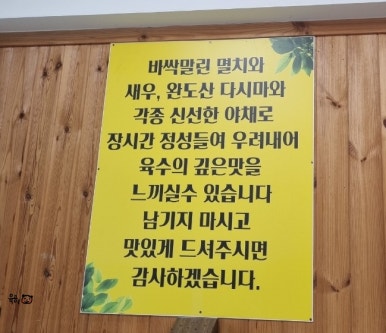 바싹말린 멸치와
새우, 완도산 다시마와
각종 신선한 야채로
장시간 정성들여 우려내어
육수의 깊은맛을
느끼실수 있습니다
남기지 마시고
맛있게 드셔주시면
감사하겠습니다.